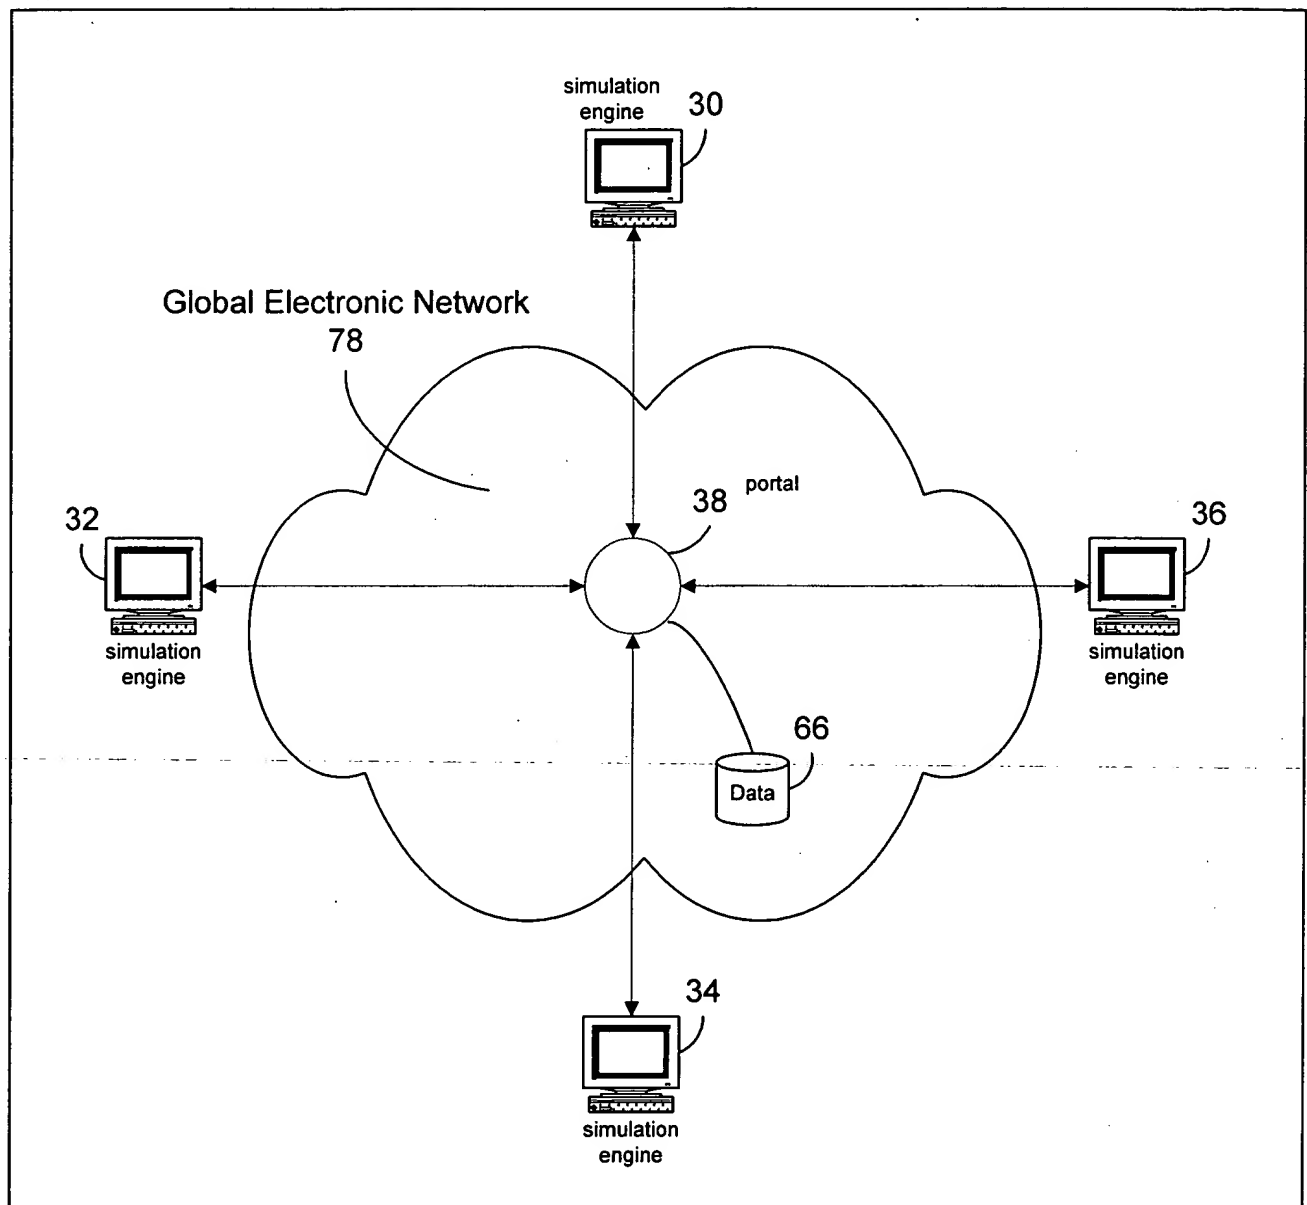 simulation
engine
30
Global Electronic Network
78
portal
38
32
36
simulation
engine
simulation
engine
66
Data
34
simulation
engine